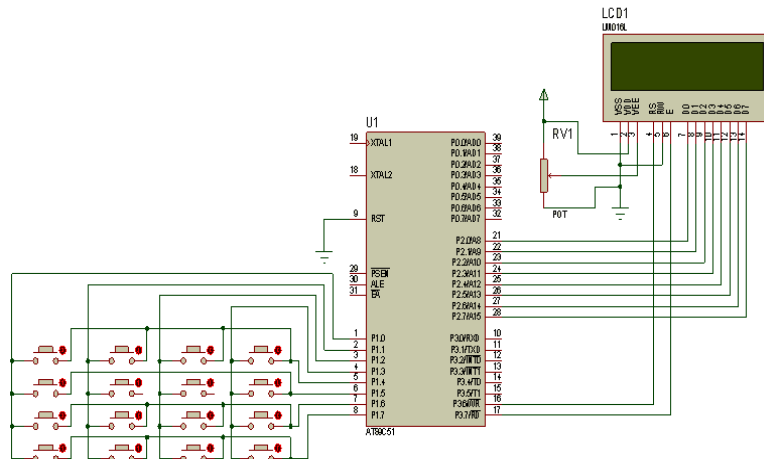 LCD1
LM016L
VSS VDD VEE RS RW E D0 D1 D2 D3 D4 D5 D6 D7
1 2 3 4 5 6 7 8 9 10 11 12 13 14
RV1
POT
U1
19 XTAL1 P0.0/AD0 39
P0.1/AD1 38
18 XTAL2 P0.2/AD2 37
P0.3/AD3 36
P0.4/AD4 35
P0.5/AD5 34
P0.6/AD6 33
9 RST P0.7/AD7 32
P2.0/A8 21
P2.1/A9 22
P2.2/A10 23
29 PSEN P2.3/A11 24
30 ALE P2.4/A12 25
31 EA P2.5/A13 26
P2.6/A14 27
P2.7/A15 28
1 P1.0 P3.0/RXD 10
2 P1.1 P3.1/TXD 11
3 P1.2 P3.2/INT0 12
4 P1.3 P3.3/INT1 13
5 P1.4 P3.4/T0 14
6 P1.5 P3.5/T1 15
7 P1.6 P3.6/WR 16
8 P1.7 P3.7/RD 17
AT89C51